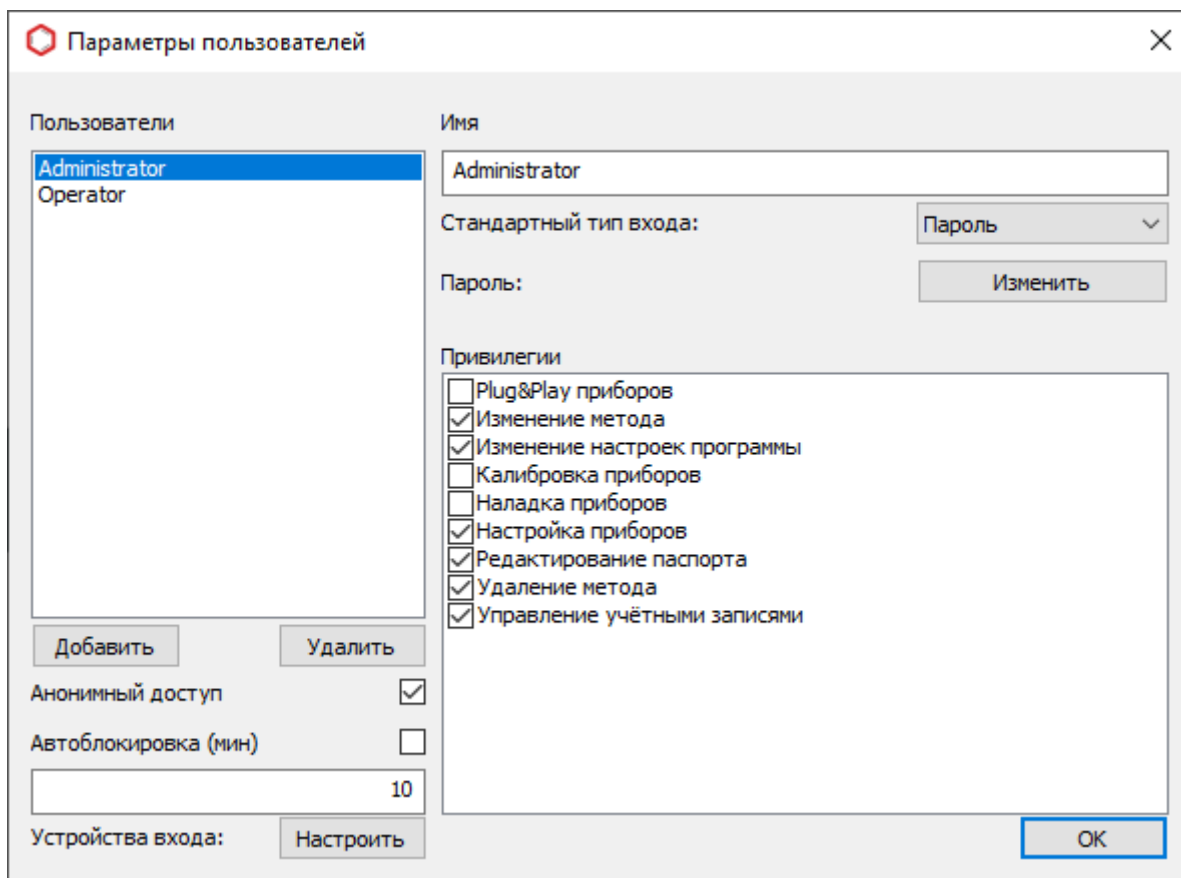 Параметры пользователей
Пользователи
Administrator
Operator
Добавить
Удалить
Анонимный доступ
Автоблокировка (мин)
10
Устройства входа:
Настроить
Имя
Administrator
Стандартный тип входа:
Пароль
Пароль:
Изменить
Привилегии
Plug&Play приборов
Изменение метода
Изменение настроек программы
Калибровка приборов
Наладка приборов
Настройка приборов
Редактирование паспорта
Удаление метода
Управление учётными записями
OK